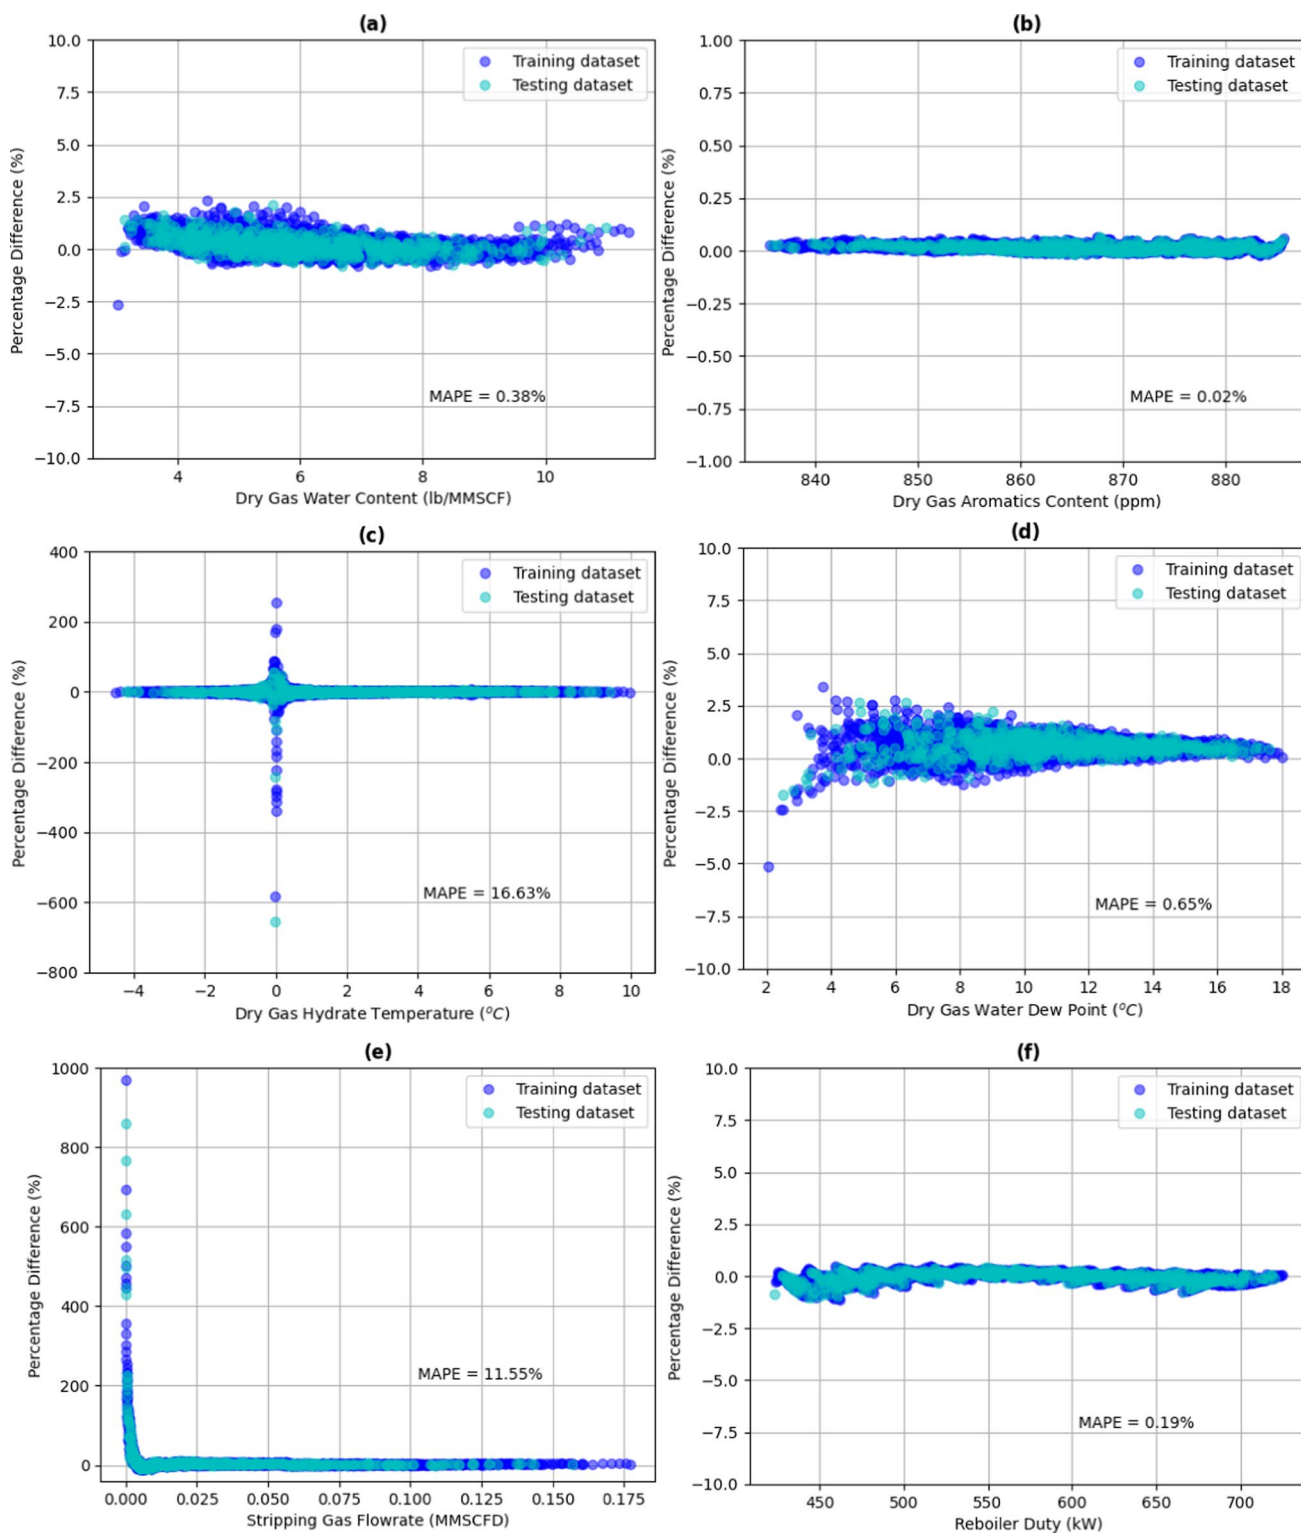 (a)
10.0
7.5
5.0
2.5
0.0
−2.5
−5.0
−7.5
−10.0
Percentage Difference (%)
Training dataset
Testing dataset
MAPE = 0.38%
4 6 8 10
Dry Gas Water Content (lb/MMSCF)
(b)
1.00
0.75
0.50
0.25
0.00
−0.25
−0.50
−0.75
−1.00
Percentage Difference (%)
Training dataset
Testing dataset
MAPE = 0.02%
840 850 860 870 880
Dry Gas Aromatics Content (ppm)
(c)
400
200
0
−200
−400
−600
−800
Percentage Difference (%)
Training dataset
Testing dataset
MAPE = 16.63%
−4 −2 0 2 4 6 8 10
Dry Gas Hydrate Temperature (°C)
(d)
10.0
7.5
5.0
2.5
0.0
−2.5
−5.0
−7.5
−10.0
Percentage Difference (%)
Training dataset
Testing dataset
MAPE = 0.65%
2 4 6 8 10 12 14 16 18
Dry Gas Water Dew Point (°C)
(e)
1000
800
600
400
200
0
Percentage Difference (%)
Training dataset
Testing dataset
MAPE = 11.55%
0.000 0.025 0.050 0.075 0.100 0.125 0.150 0.175
Stripping Gas Flowrate (MMSCFD)
(f)
10.0
7.5
5.0
2.5
0.0
−2.5
−5.0
−7.5
−10.0
Percentage Difference (%)
Training dataset
Testing dataset
MAPE = 0.19%
450 500 550 600 650 700
Reboiler Duty (kW)